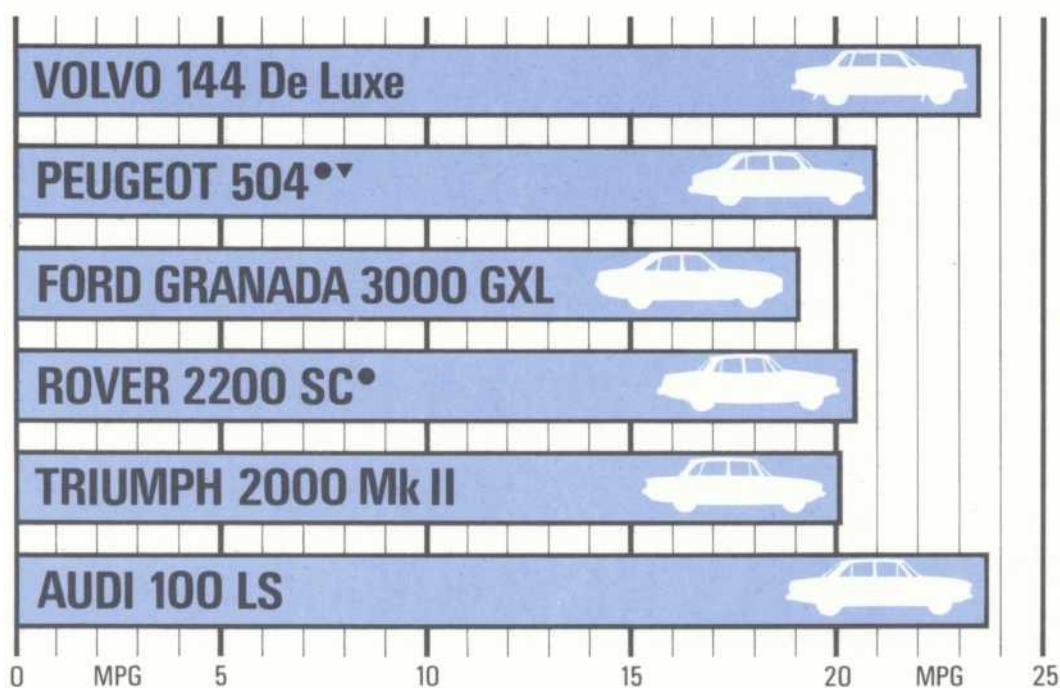 VOLVO 144 De Luxe
PEUGEOT 504●▼
FORD GRANADA 3000 GXL
ROVER 2200 SC●
TRIUMPH 2000 Mk II
AUDI 100 LS
0 MPG 5 10 15 20 MPG 25